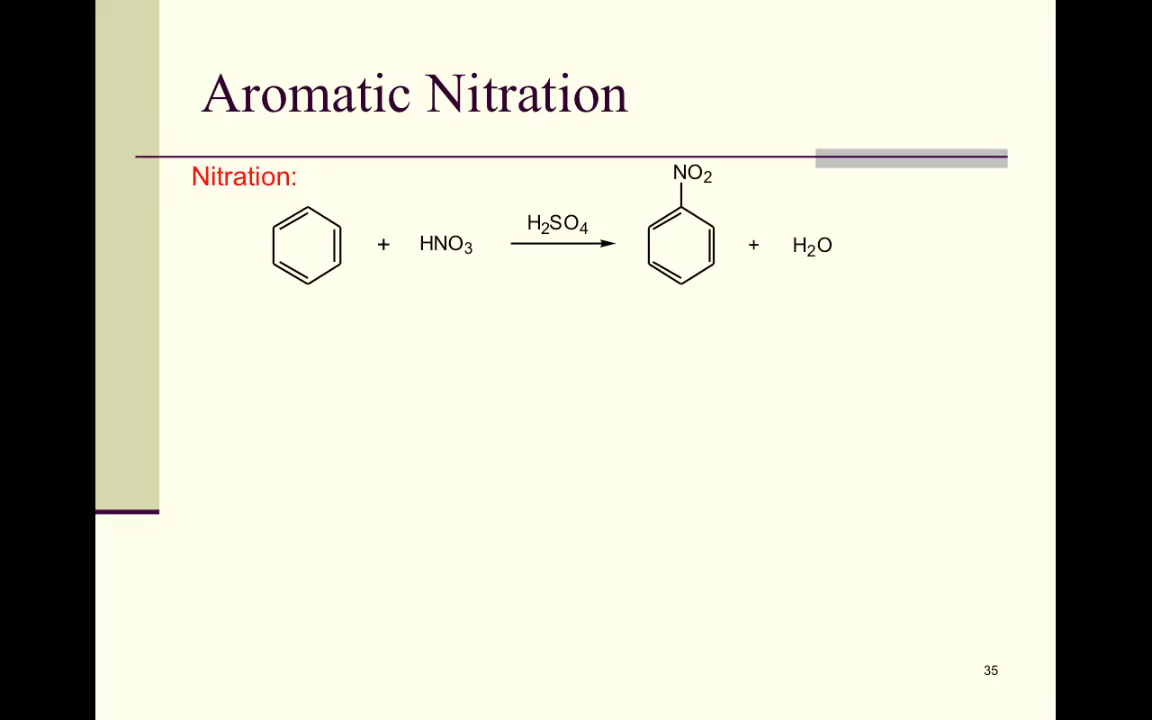 Aromatic Nitration
Nitration:
NO2
+ HNO3 H2SO4 + H2O
35